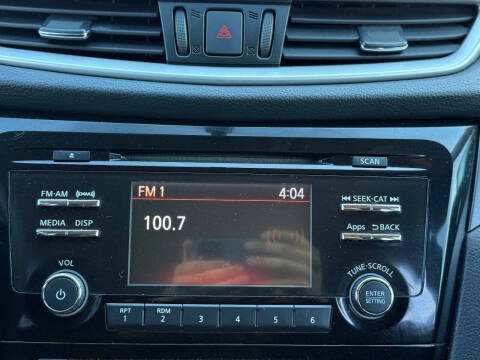 SCAN
FM·AM ((SXM))
MEDIA DISP
VOL
FM 1 4:04
100.7
SEEK·CAT
Apps BACK
TUNE·SCROLL
ENTER
SETTING
RPT RDM
1 2 3 4 5 6